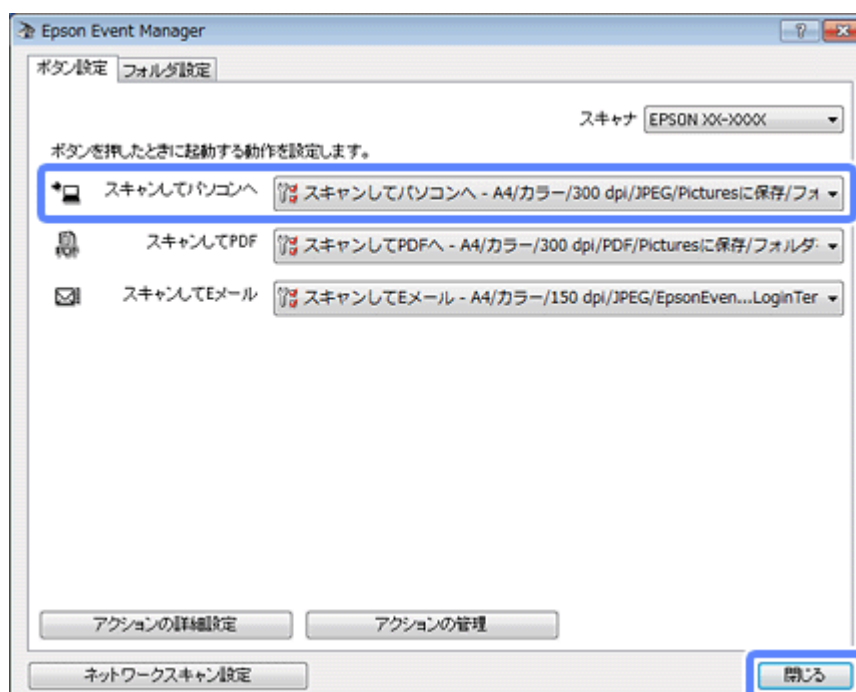 Epson Event Manager
ボタン設定 フォルダ設定
スキャナ EPSON XX-XXXX
ボタンを押したときに起動する動作を設定します。
スキャンしてパソコンへ スキャンしてパソコンへ - A4/カラー/300 dpi/JPEG/Picturesに保存/フォ
スキャンしてPDF スキャンしてPDFへ - A4/カラー/300 dpi/PDF/Picturesに保存/フォルダ
スキャンしてEメール スキャンしてEメール - A4/カラー/150 dpi/JPEG/EpsonEven...LoginTer
アクションの詳細設定 アクションの管理
ネットワークスキャン設定 閉じる